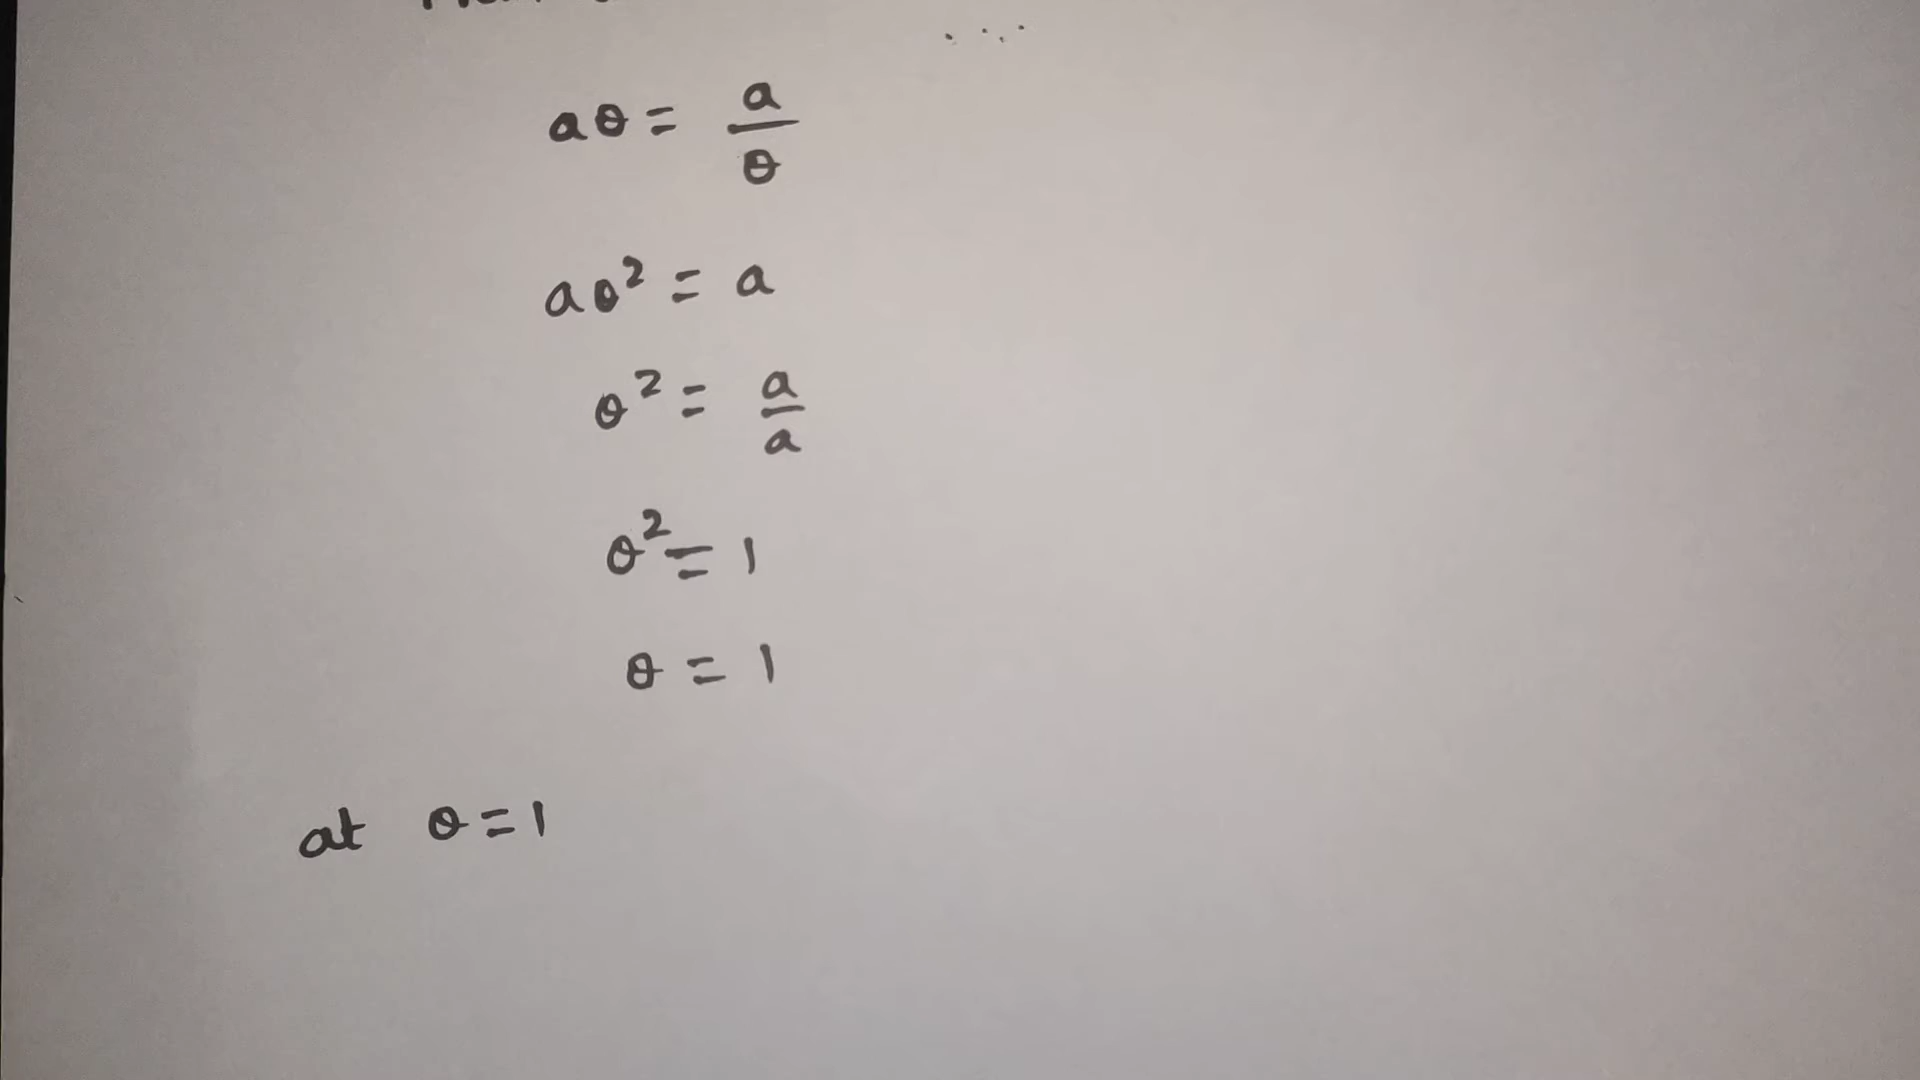 aθ = a/θ
aθ² = a
θ² = a/a
θ² = 1
θ = 1
at θ = 1